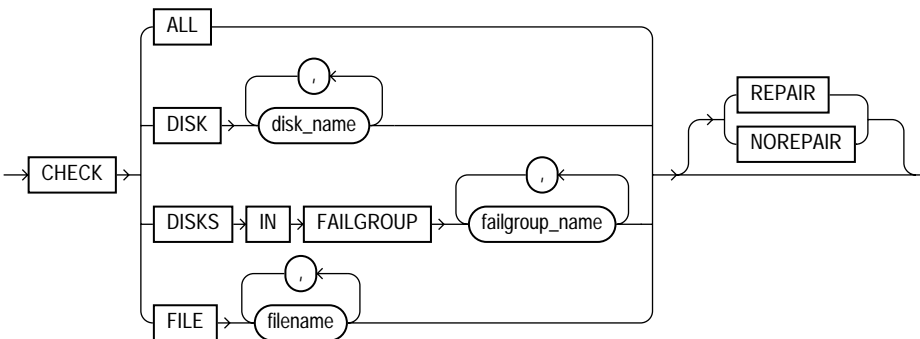 ALL
,
DISK disk_name
REPAIR
NOREPAIR
CHECK
,
DISKS IN FAILGROUP failgroup_name
,
FILE filename